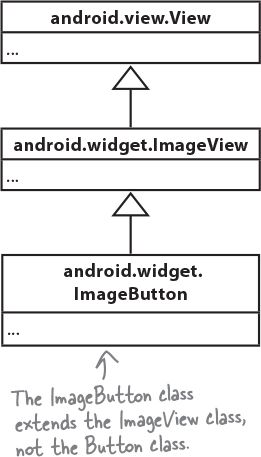 android.view.View
...
android.widget.ImageView
...
android.widget.
ImageButton
...
The ImageButton class
extends the ImageView class,
not the Button class.